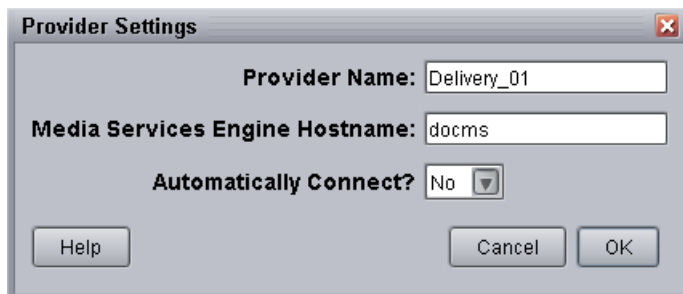 Provider Settings
Provider Name: Delivery_01
Media Services Engine Hostname: docms
Automatically Connect? No
Help Cancel OK